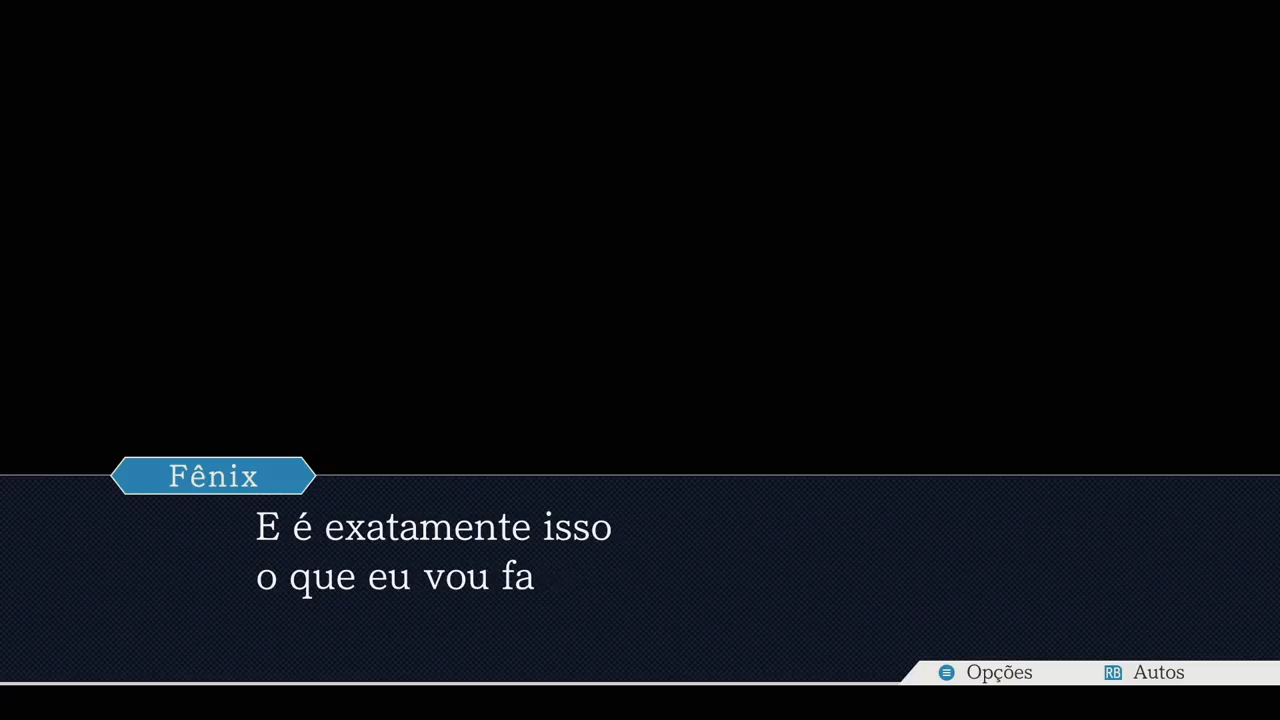 Fênix
E é exatamente isso
o que eu vou fa
Opções
RB Autos